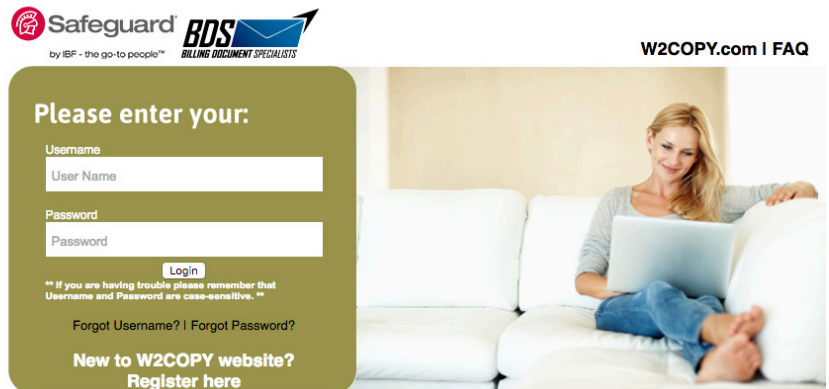 Safeguard®
by IBF - the go-to people™
BDS
BILLING DOCUMENT SPECIALISTS
W2COPY.com | FAQ
Please enter your:
Username
User Name
Password
Password
Login
** If you are having trouble please remember that
Username and Password are case-sensitive. **
Forgot Username? | Forgot Password?
New to W2COPY website?
Register here